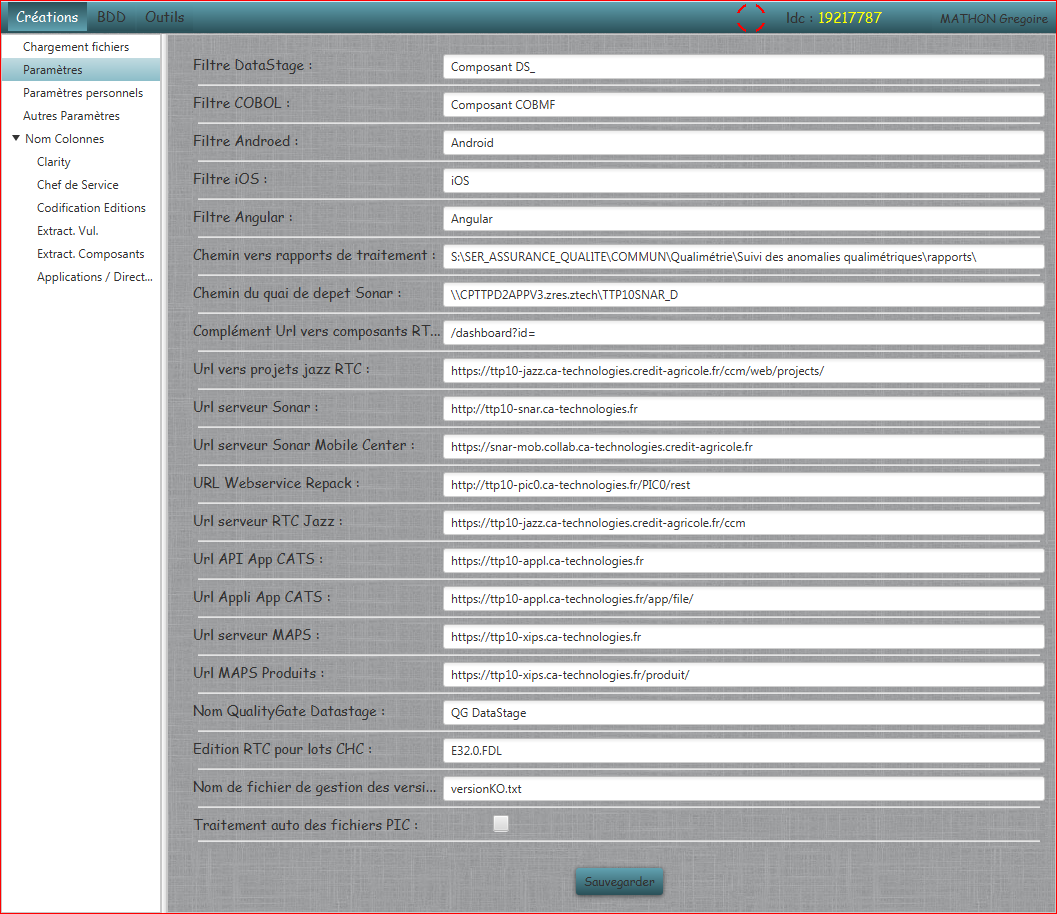 Créations BDD Outils Idc : 19217787 MATHON Gregoire
Chargement fichiers
Paramètres
Paramètres personnels
Autres Paramètres
Nom Colonnes
Clarity
Chef de Service
Codification Editions
Extract. Vul.
Extract. Composants
Applications / Direct...
Filtre DataStage : Composant DS_
Filtre COBOL : Composant COBMF
Filtre Androed : Android
Filtre iOS : iOS
Filtre Angular : Angular
Chemin vers rapports de traitement : S:\SER_ASSURANCE_QUALITE\COMMUN\Qualimétrie\Suivi des anomalies qualimétriques\rapports\
Chemin du quai de depet Sonar : \\CPTTPD2APPV3.zres.ztech\TTP10SNAR_D
Complément Url vers composants RT... /dashboard?id=
Url vers projets jazz RTC : https://ttp10-jazz.ca-technologies.credit-agricole.fr/ccm/web/projects/
Url serveur Sonar : http://ttp10-snar.ca-technologies.fr
Url serveur Sonar Mobile Center : https://snar-mob.collab.ca-technologies.credit-agricole.fr
URL Webservice Repack : http://ttp10-pic0.ca-technologies.fr/PIC0/rest
Url serveur RTC Jazz : https://ttp10-jazz.ca-technologies.credit-agricole.fr/ccm
Url API App CATS : https://ttp10-appl.ca-technologies.fr
Url Appli App CATS : https://ttp10-appl.ca-technologies.fr/app/file/
Url serveur MAPS : https://ttp10-xips.ca-technologies.fr
Url MAPS Produits : https://ttp10-xips.ca-technologies.fr/produit/
Nom QualityGate Datastage : QG DataStage
Edition RTC pour lots CHC : E32.0.FDL
Nom de fichier de gestion des versi... versionKO.txt
Traitement auto des fichiers PIC :
Sauvegarder